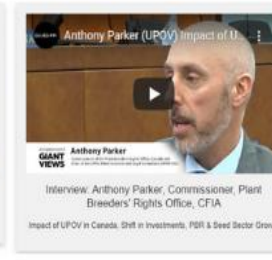 Anthony Parker (UPOV) Impact of U...
GIANT
VIEWS
Anthony Parker
Interview: Anthony Parker, Commissioner, Plant
Breeders' Rights Office, CFIA
Impact of UPOV in Canada, Shift in Investments, PBR & Seed Sector Grow